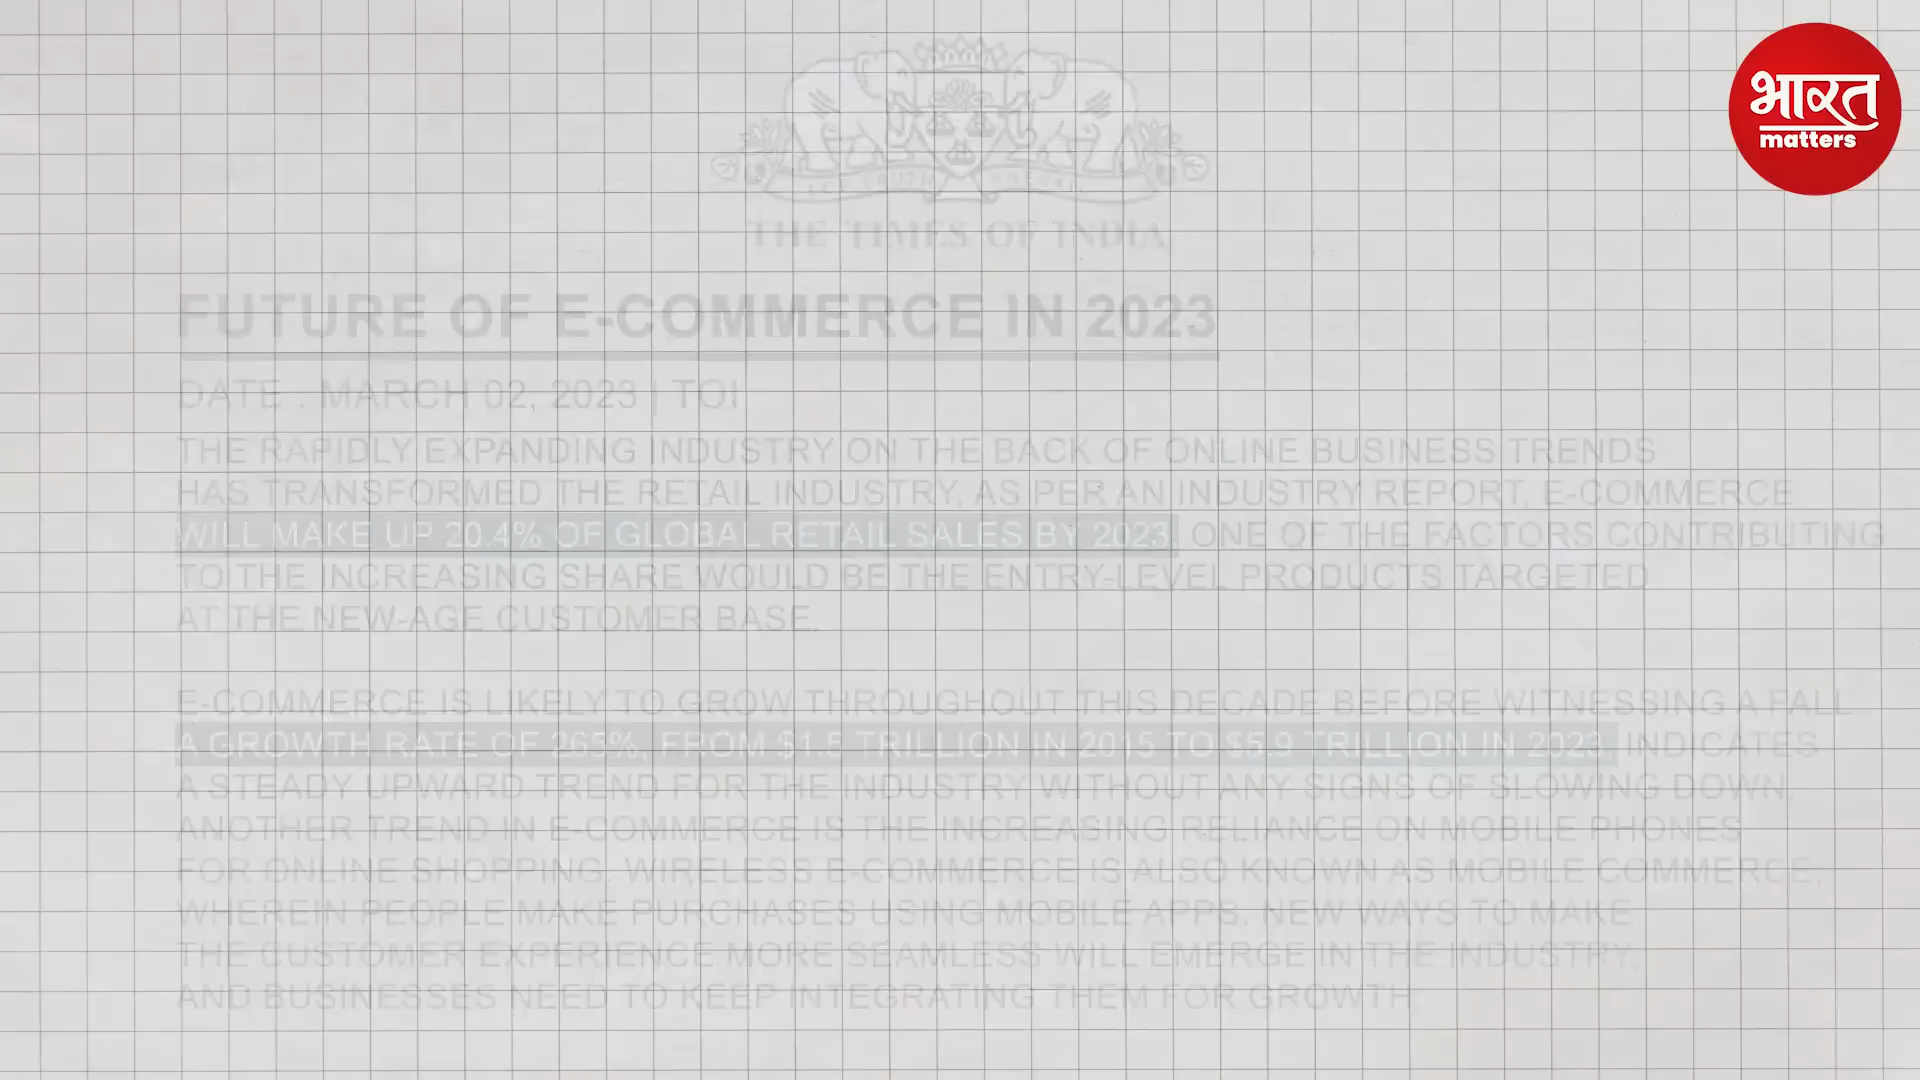 भारत
matters
THE TIMES OF INDIA
FUTURE OF E-COMMERCE IN 2023
DATE : MARCH 02, 2023 | TOI
THE RAPIDLY EXPANDING INDUSTRY ON THE BACK OF ONLINE BUSINESS TRENDS
HAS TRANSFORMED THE RETAIL INDUSTRY. AS PER AN INDUSTRY REPORT, E-COMMERCE
WILL MAKE UP 20.4% OF GLOBAL RETAIL SALES BY 2023. ONE OF THE FACTORS CONTRIBUTING
TO THE INCREASING SHARE WOULD BE THE ENTRY-LEVEL PRODUCTS TARGETED
AT THE NEW-AGE CUSTOMER BASE.
E-COMMERCE IS LIKELY TO GROW THROUGHOUT THIS DECADE BEFORE WITNESSING A FALL
A GROWTH RATE OF 265%, FROM $1.5 TRILLION IN 2015 TO $5.9 TRILLION IN 2023, INDICATES
A STEADY UPWARD TREND FOR THE INDUSTRY WITHOUT ANY SIGNS OF SLOWING DOWN.
ANOTHER TREND IN E-COMMERCE IS THE INCREASING RELIANCE ON MOBILE PHONES
FOR ONLINE SHOPPING. WIRELESS E-COMMERCE IS ALSO KNOWN AS MOBILE COMMERCE,
WHEREIN PEOPLE MAKE PURCHASES USING MOBILE APPS. NEW WAYS TO MAKE
THE CUSTOMER EXPERIENCE MORE SEAMLESS WILL EMERGE IN THE INDUSTRY,
AND BUSINESSES NEED TO KEEP INTEGRATING THEM FOR GROWTH.